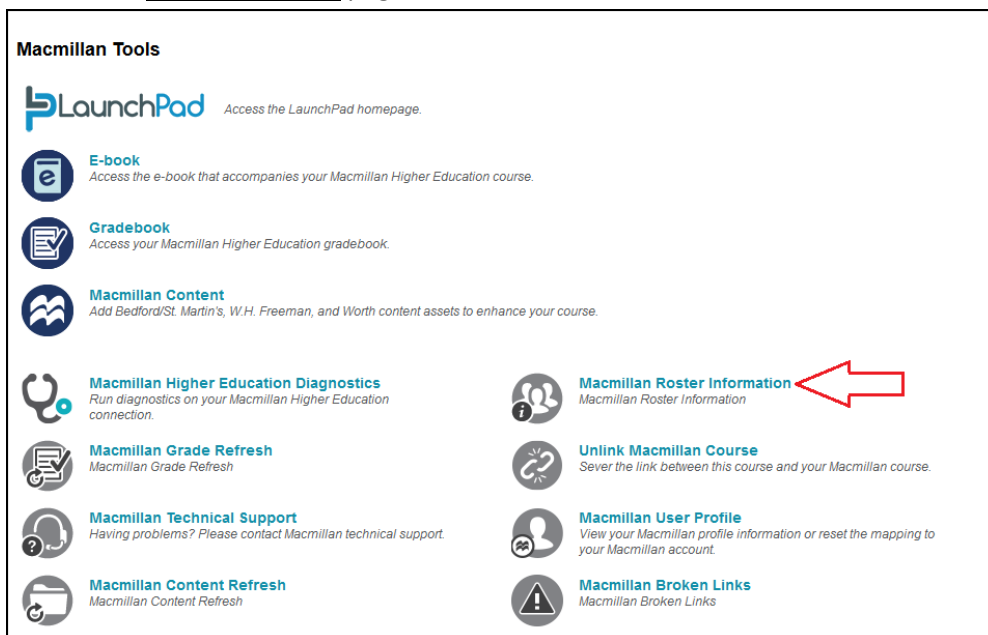 Macmillan Tools
LaunchPad Access the LaunchPad homepage.
E-book
Access the e-book that accompanies your Macmillan Higher Education course.
Gradebook
Access your Macmillan Higher Education gradebook.
Macmillan Content
Add Bedford/St. Martin's, W.H. Freeman, and Worth content assets to enhance your course.
Macmillan Higher Education Diagnostics
Run diagnostics on your Macmillan Higher Education
connection.
Macmillan Roster Information
Macmillan Roster Information
Macmillan Grade Refresh
Macmillan Grade Refresh
Unlink Macmillan Course
Sever the link between this course and your Macmillan course.
Macmillan Technical Support
Having problems? Please contact Macmillan technical support.
Macmillan User Profile
View your Macmillan profile information or reset the mapping to
your Macmillan account.
Macmillan Content Refresh
Macmillan Content Refresh
Macmillan Broken Links
Macmillan Broken Links